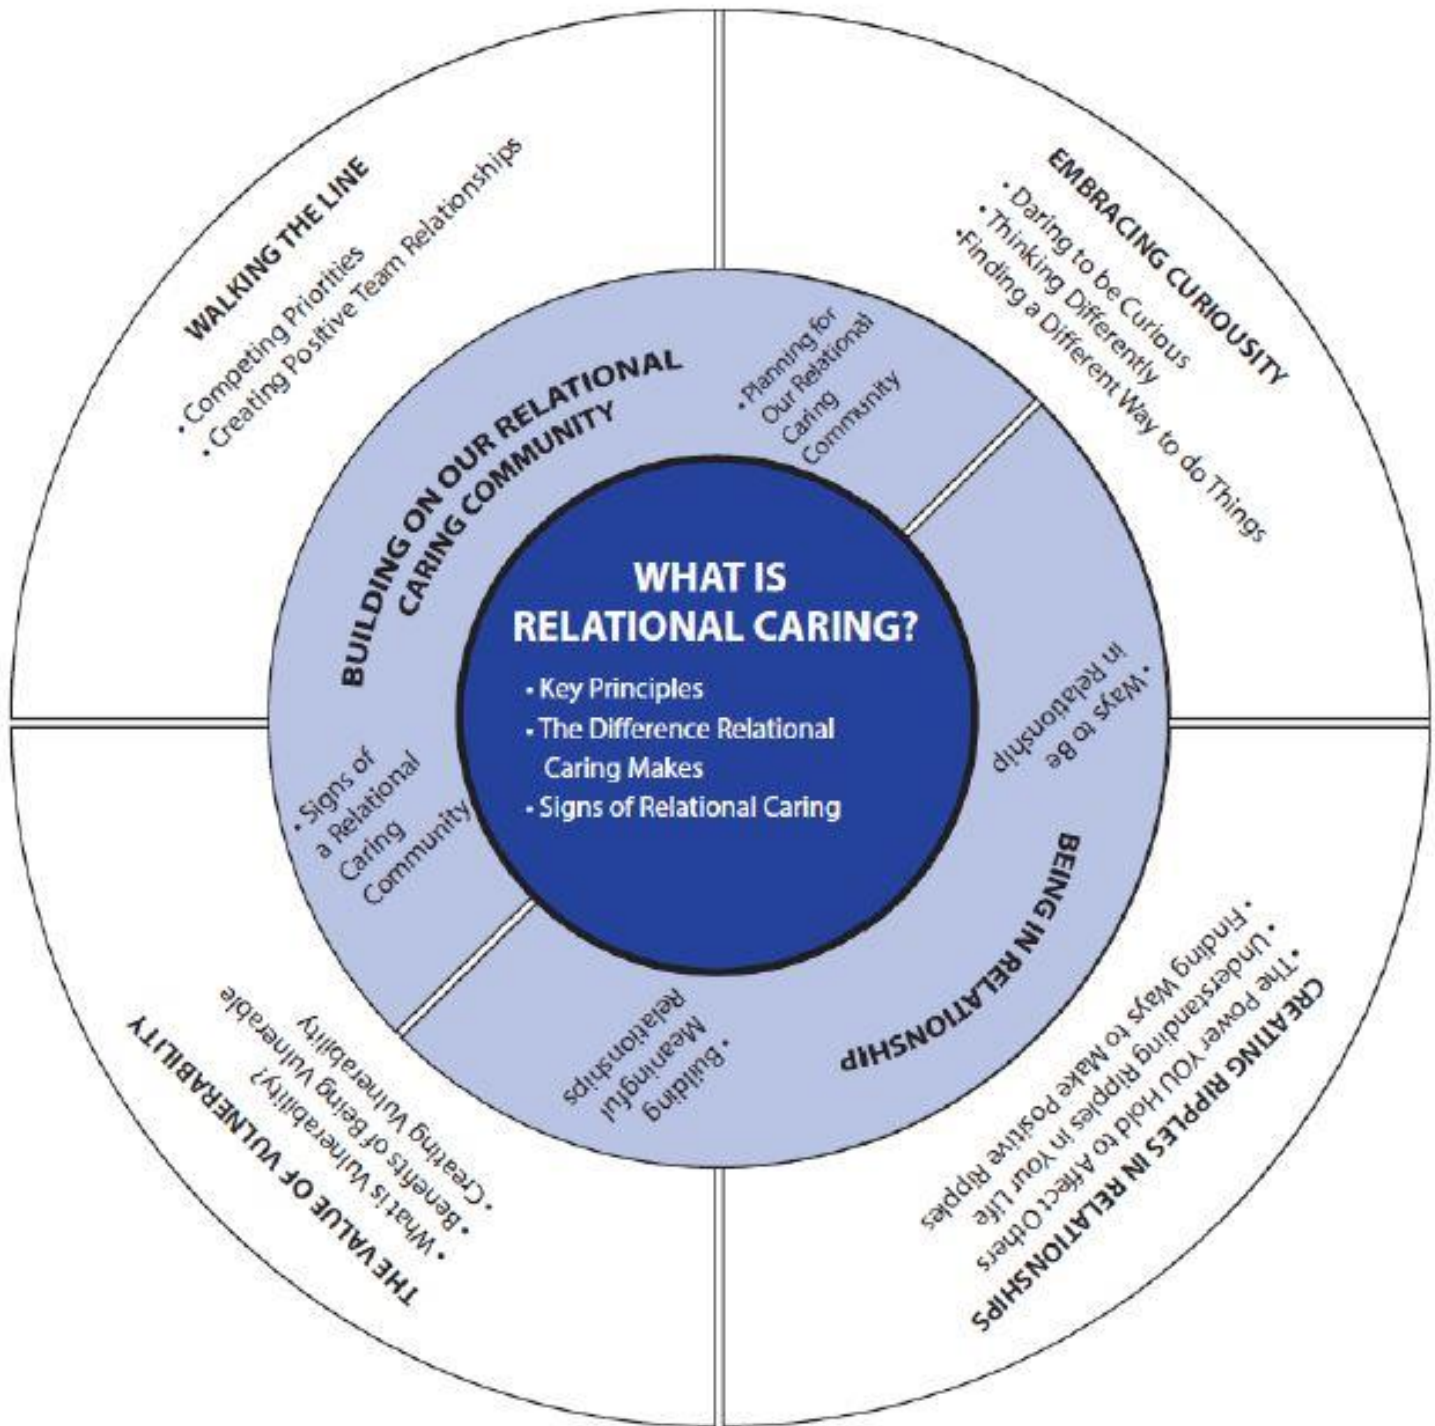 WALKING THE LINE
• Competing Priorities
• Creating Positive Team Relationships
EMBRACING CURIOUSITY
• Daring to be Curious
• Thinking Differently
•Finding a Different Way to do Things
BUILDING ON OUR RELATIONAL
CARING COMMUNITY
• Planning for
Our Relational
Caring
Community
• Signs of
a Relational
Caring
Community
WHAT IS
RELATIONAL CARING?
• Key Principles
• The Difference Relational
Caring Makes
• Signs of Relational Caring
• Ways to Be
in Relationship
BEING IN RELATIONSHIP
• Building
Meaningful
Relationships
CREATING RIPPLES IN RELATIONSHIPS
• The Power YOU Hold to Affect Others
• Understanding Ripples in Your Life
• Finding Ways to Make Positive Ripples
THE VALUE OF VULNERABILITY
• What is Vulnerability?
• Benefits of Being Vulnerable
• Creating Vulnerability